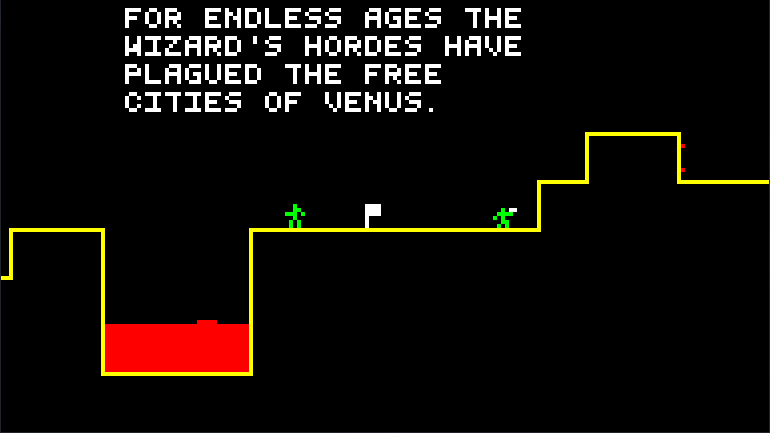 FOR ENDLESS AGES THE
WIZARD'S HORDES HAVE
PLAGUED THE FREE
CITIES OF VENUS.